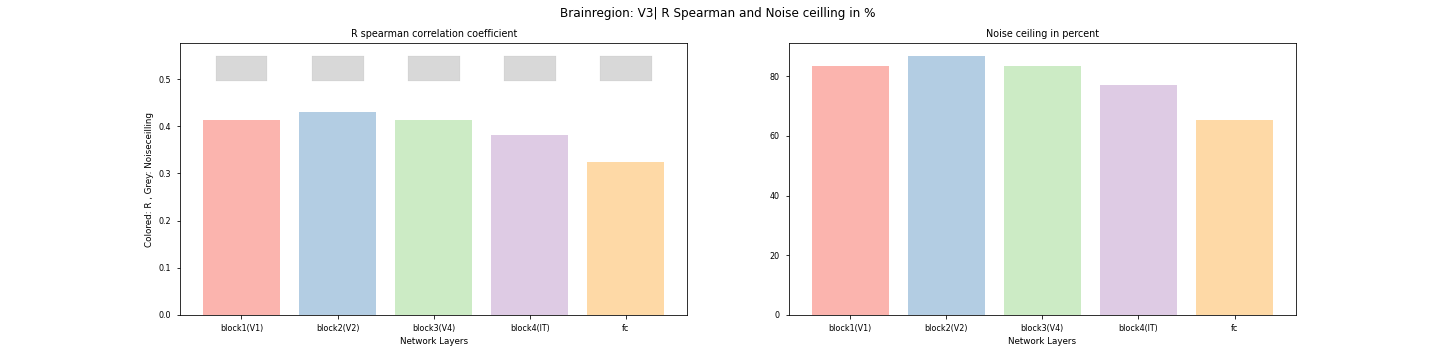 Brainregion: V3| R Spearman and Noise ceilling in %
R spearman correlation coefficient
Colored: R , Grey: Noiseceilling
0.5
0.4
0.3
0.2
0.1
0.0
block1(V1) block2(V2) block3(V4) block4(IT) fc
Network Layers
Noise ceiling in percent
80
60
40
20
0
block1(V1) block2(V2) block3(V4) block4(IT) fc
Network Layers